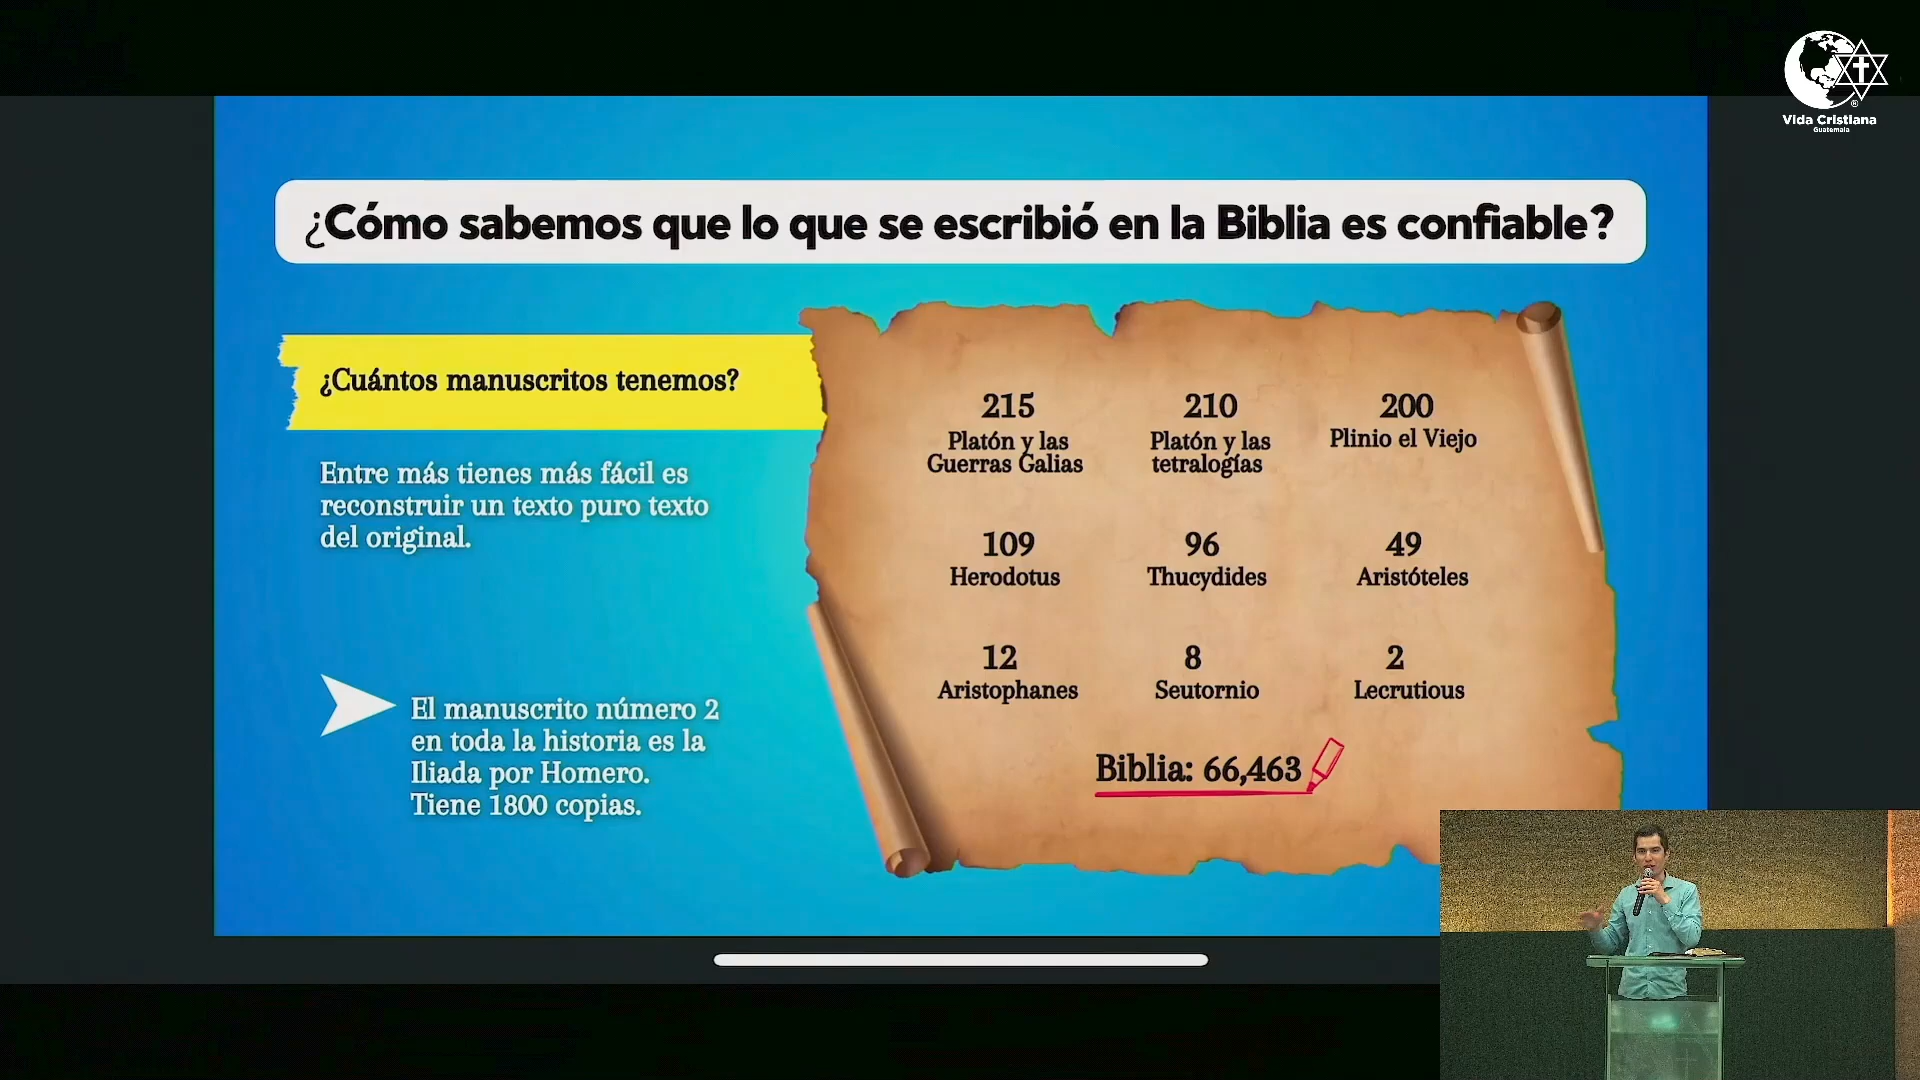 Vida Cristiana
Guatemala
¿Cómo sabemos que lo que se escribió en la Biblia es confiable?
¿Cuántos manuscritos tenemos?
Entre más tienes más fácil es
reconstruir un texto puro texto
del original.
El manuscrito número 2
en toda la historia es la
Iliada por Homero.
Tiene 1800 copias.
215
Platón y las
Guerras Galias
210
Platón y las
tetralogías
200
Plinio el Viejo
109
Herodotus
96
Thucydides
49
Aristóteles
12
Aristophanes
8
Seutornio
2
Lecrutious
Biblia: 66,463